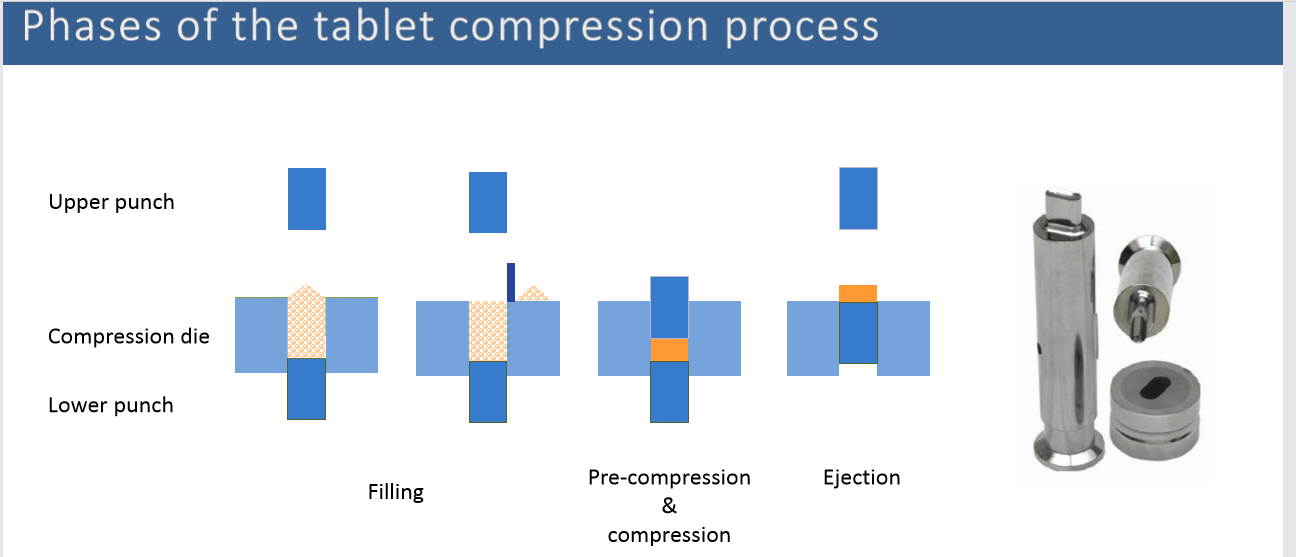 Phases of the tablet compression process
Upper punch
Compression die
Lower punch
Filling
Pre-compression
&
compression
Ejection